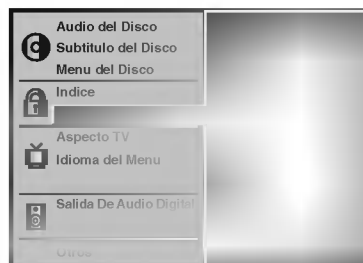 Audio del Disco
Subtitulo del Disco
Menu del Disco
Indice
Aspecto TV
Idioma del Menu
Salida De Audio Digital
Otros